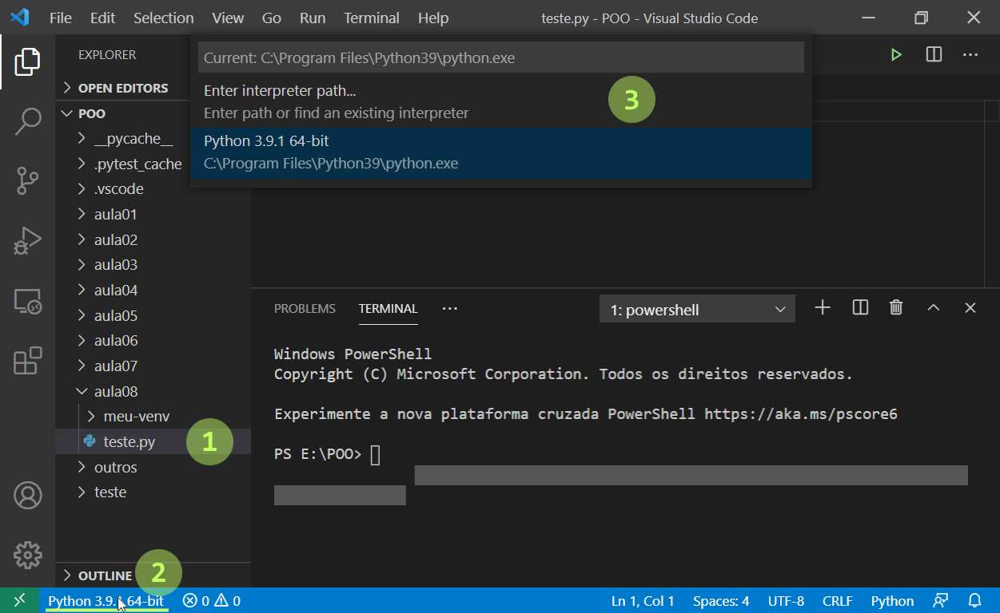 File Edit Selection View Go Run Terminal Help teste.py - POO - Visual Studio Code
EXPLORER
OPEN EDITORS
POO
__pycache__
.pytest_cache
.vscode
aula01
aula02
aula03
aula04
aula05
aula06
aula07
aula08
meu-venv
teste.py
1
outros
teste
OUTLINE
2
Current: C:\Program Files\Python39\python.exe
Enter interpreter path...
Enter path or find an existing interpreter
3
Python 3.9.1 64-bit
C:\Program Files\Python39\python.exe
PROBLEMS TERMINAL ... 1: powershell
Windows PowerShell
Copyright (C) Microsoft Corporation. Todos os direitos reservados.
Experimente a nova plataforma cruzada PowerShell https://aka.ms/pscore6
PS E:\POO>
Python 3.9.1 64-bit 0 0 Ln 1, Col 1 Spaces: 4 UTF-8 CRLF Python